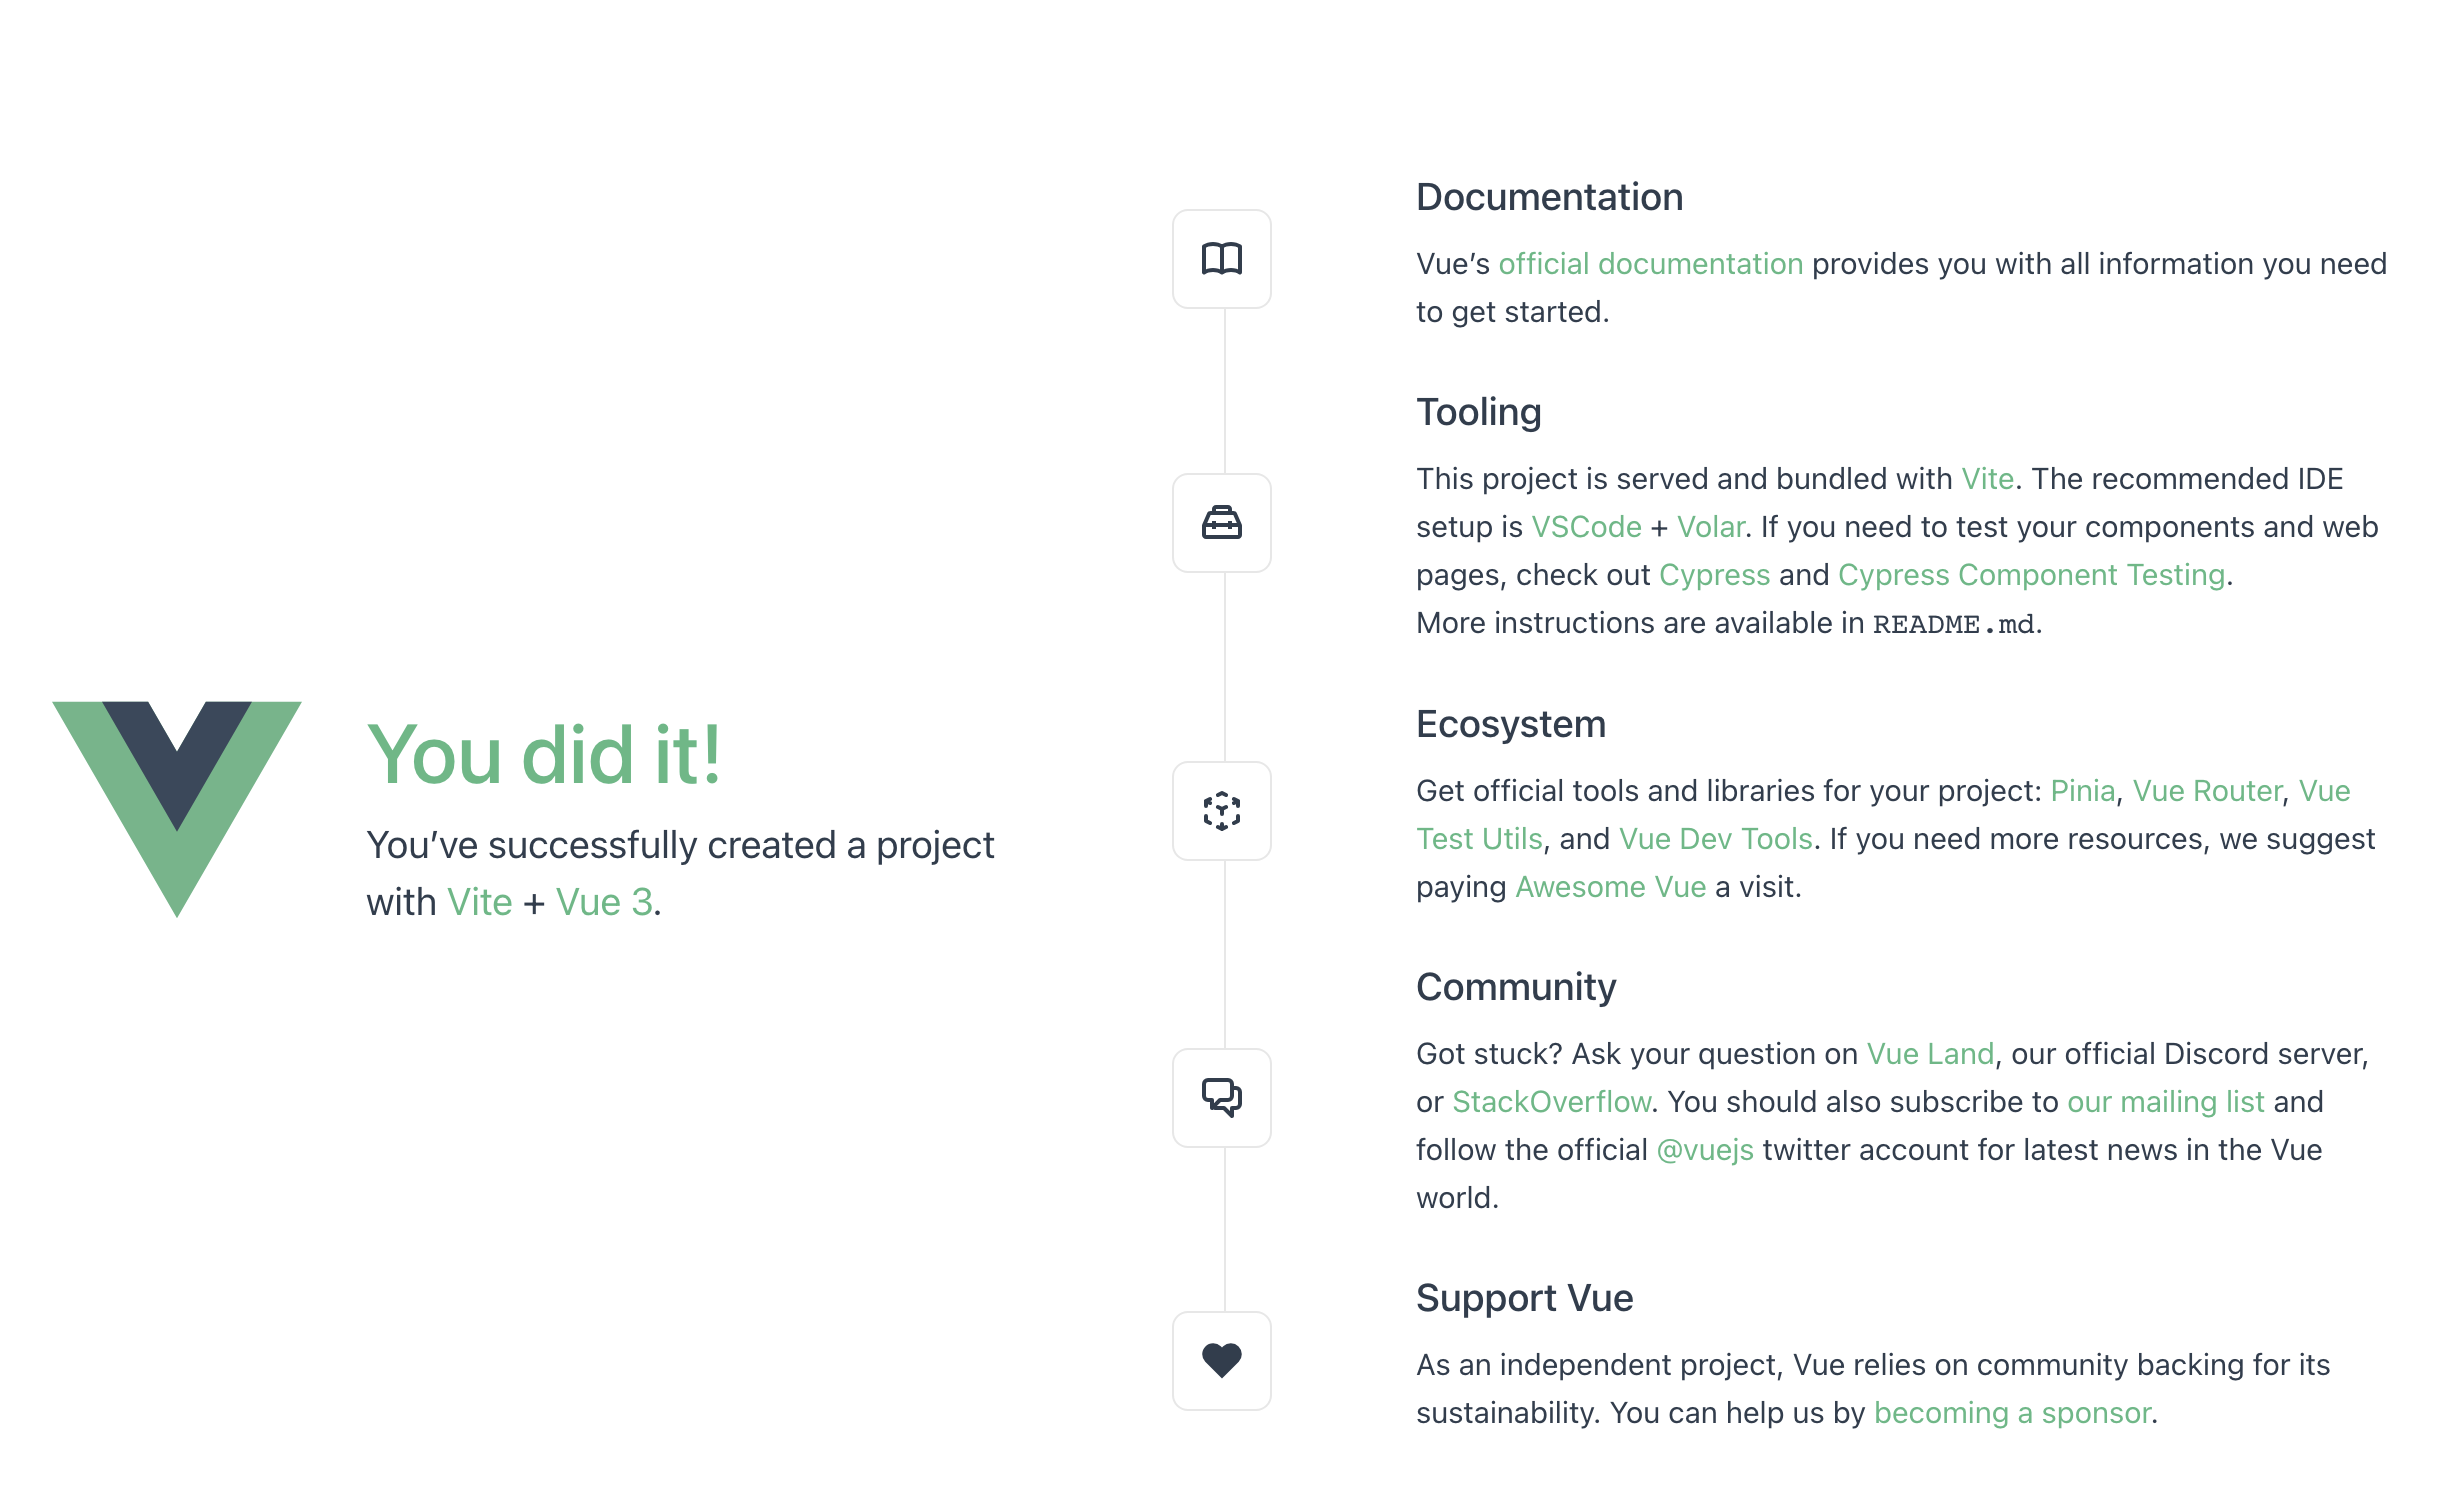 You did it!
You’ve successfully created a project
with Vite + Vue 3.
Documentation
Vue’s official documentation provides you with all information you need
to get started.
Tooling
This project is served and bundled with Vite. The recommended IDE
setup is VSCode + Volar. If you need to test your components and web
pages, check out Cypress and Cypress Component Testing.
More instructions are available in README.md.
Ecosystem
Get official tools and libraries for your project: Pinia, Vue Router, Vue
Test Utils, and Vue Dev Tools. If you need more resources, we suggest
paying Awesome Vue a visit.
Community
Got stuck? Ask your question on Vue Land, our official Discord server,
or StackOverflow. You should also subscribe to our mailing list and
follow the official @vuejs twitter account for latest news in the Vue
world.
Support Vue
As an independent project, Vue relies on community backing for its
sustainability. You can help us by becoming a sponsor.